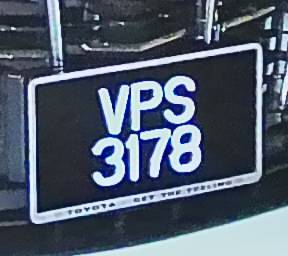 VPS
3178
TOYOTA GET THE FEELING